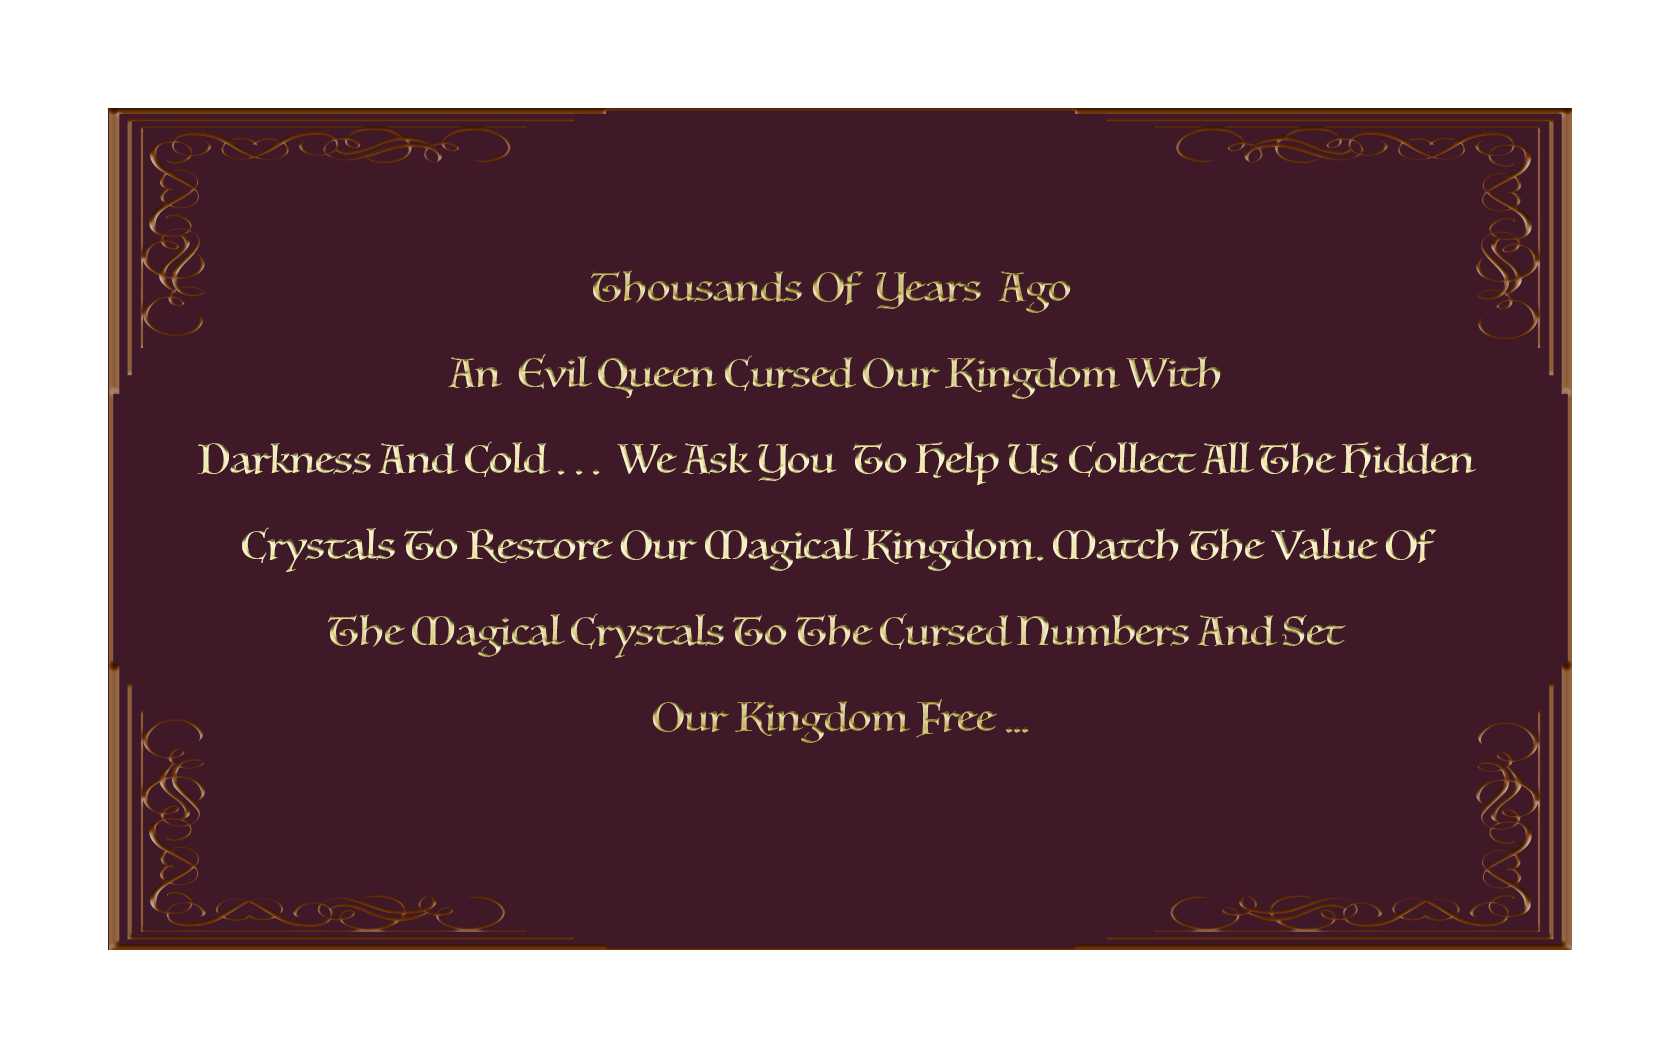 Thousands Of Years Ago
An Evil Queen Cursed Our Kingdom With
Darkness And Cold . . . We Ask You To Help Us Collect All The Hidden
Crystals To Restore Our Magical Kingdom. Match The Value Of
The Magical Crystals To The Cursed Numbers And Set
Our Kingdom Free ...